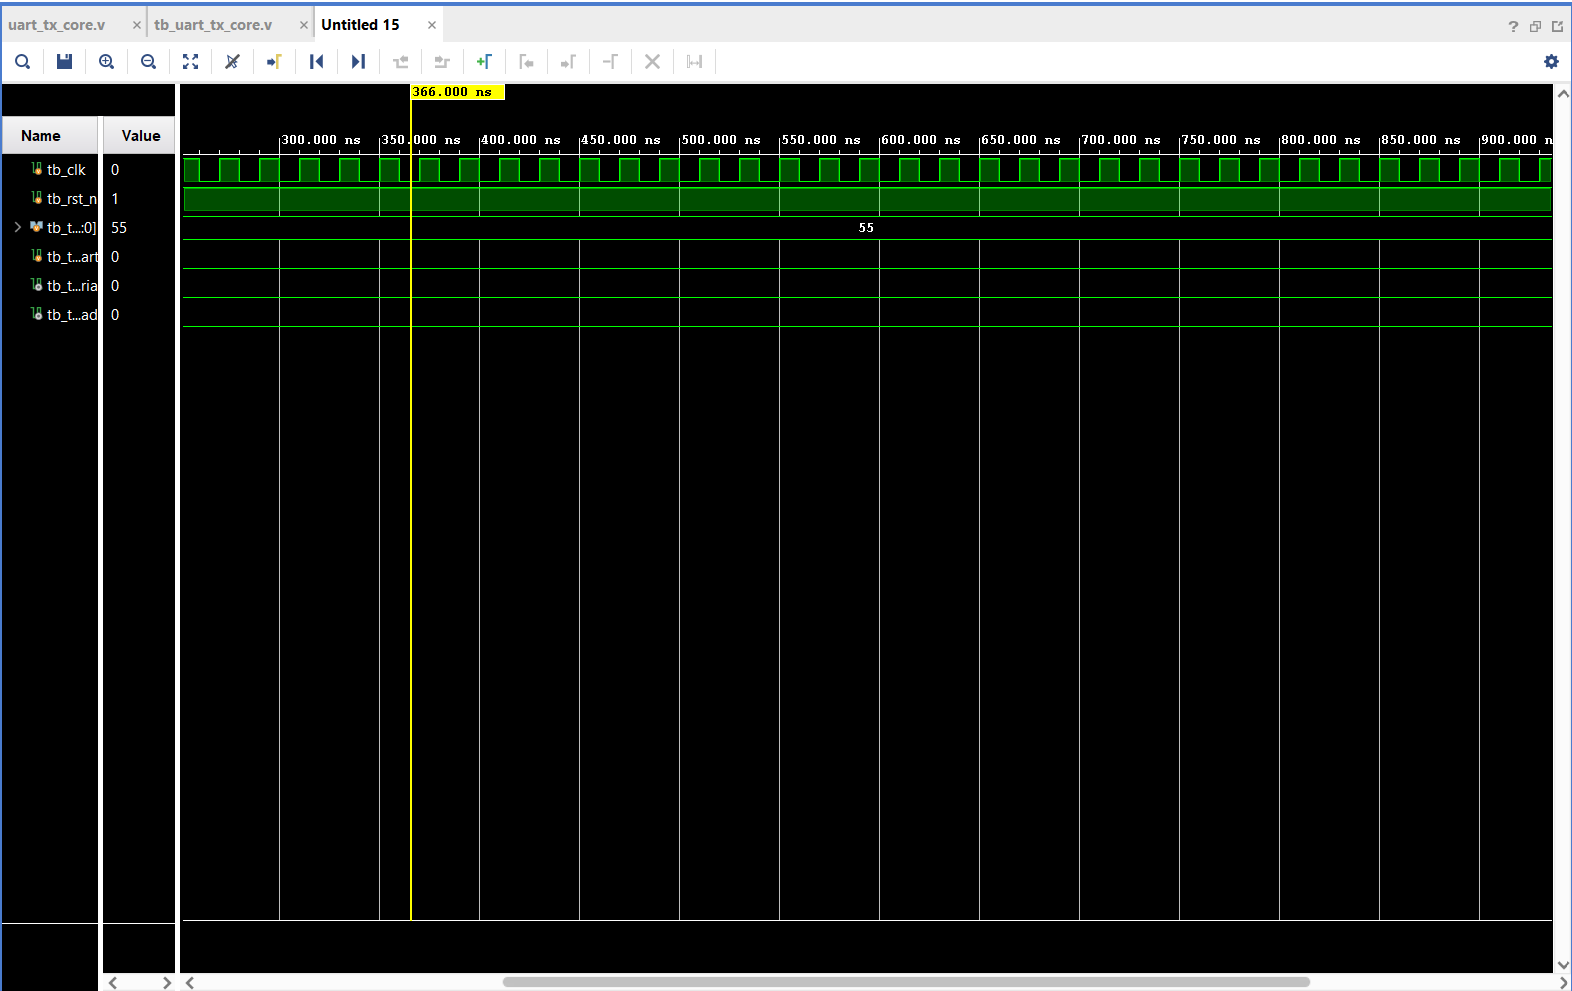 uart_tx_core.v × tb_uart_tx_core.v × Untitled 15 ×
366.000 ns
Name Value
300.000 ns 350.000 ns 400.000 ns 450.000 ns 500.000 ns 550.000 ns 600.000 ns 650.000 ns 700.000 ns 750.000 ns 800.000 ns 850.000 ns 900.000 n
tb_clk 0
tb_rst_n 1
tb_t...:0] 55 55
tb_t...art 0
tb_t...ria 0
tb_t...ad 0